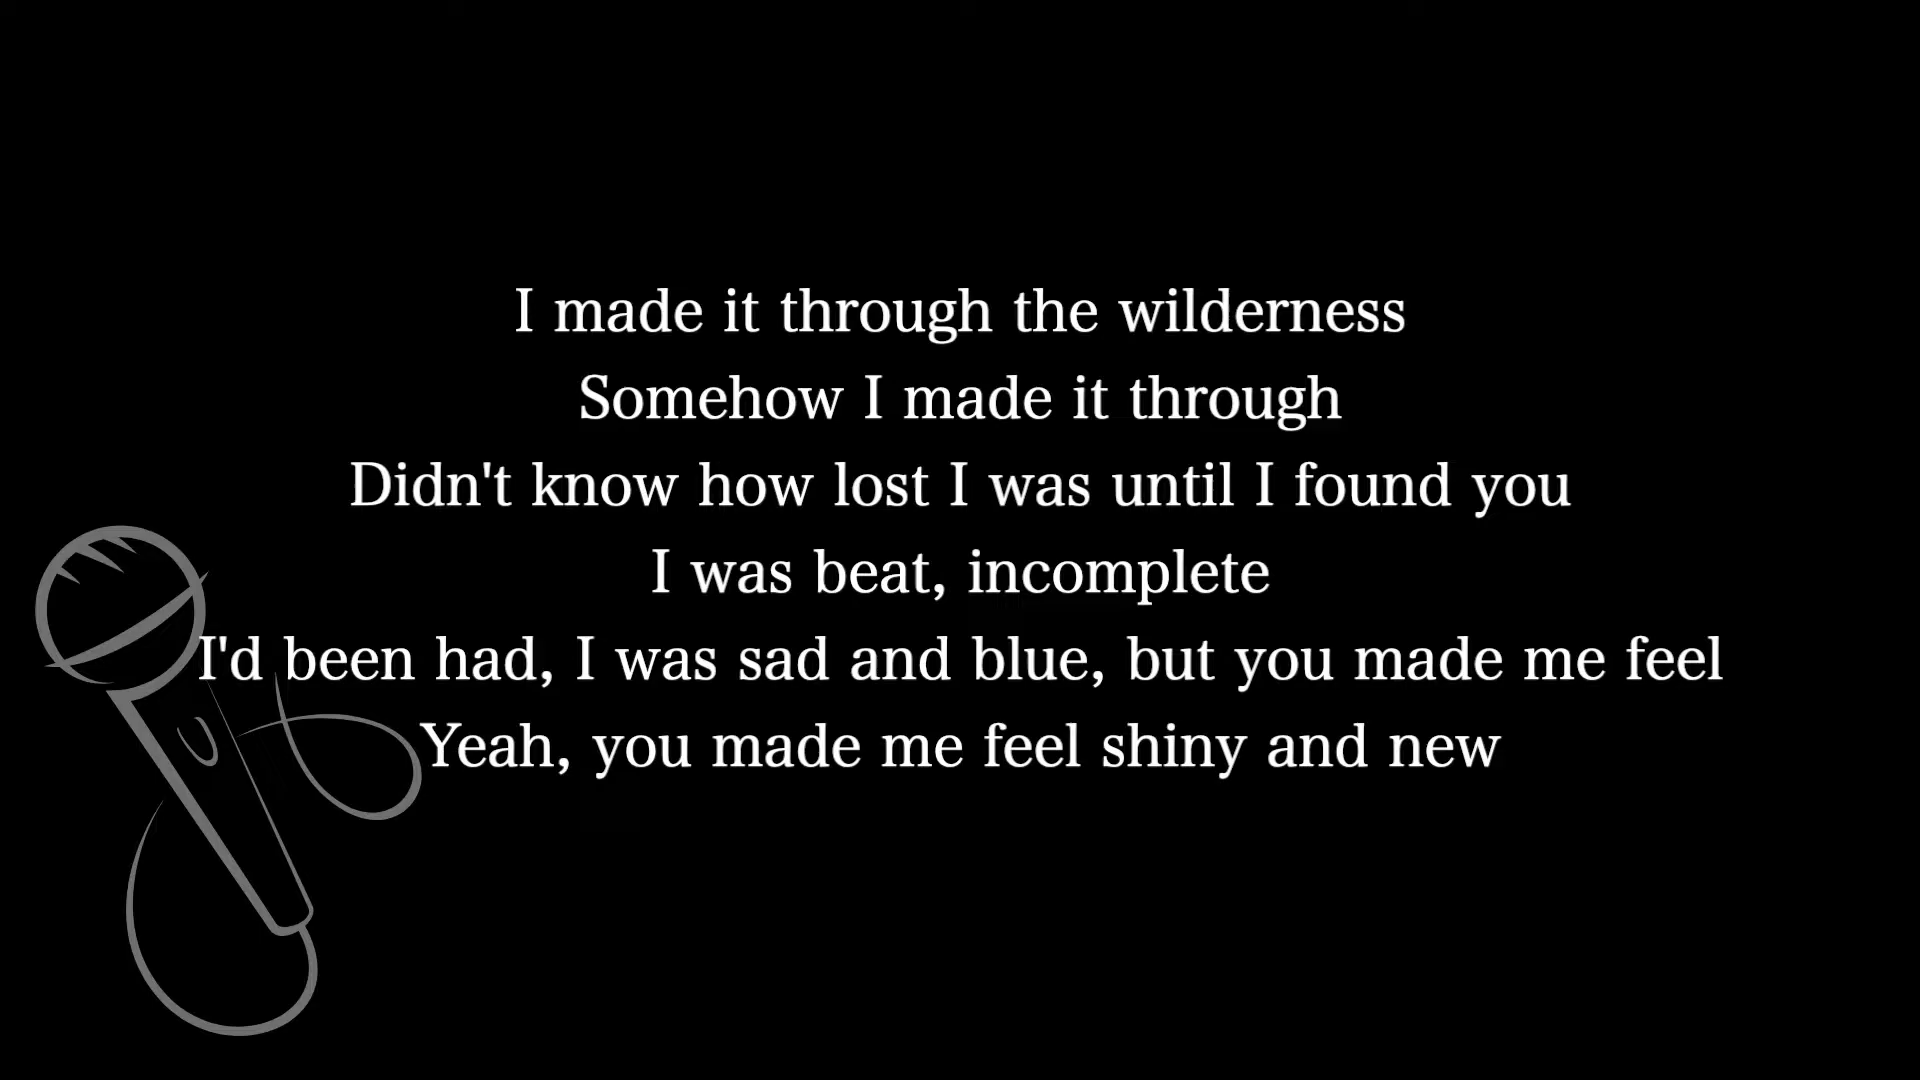 I made it through the wilderness
Somehow I made it through
Didn't know how lost I was until I found you
I was beat, incomplete
I'd been had, I was sad and blue, but you made me feel
Yeah, you made me feel shiny and new